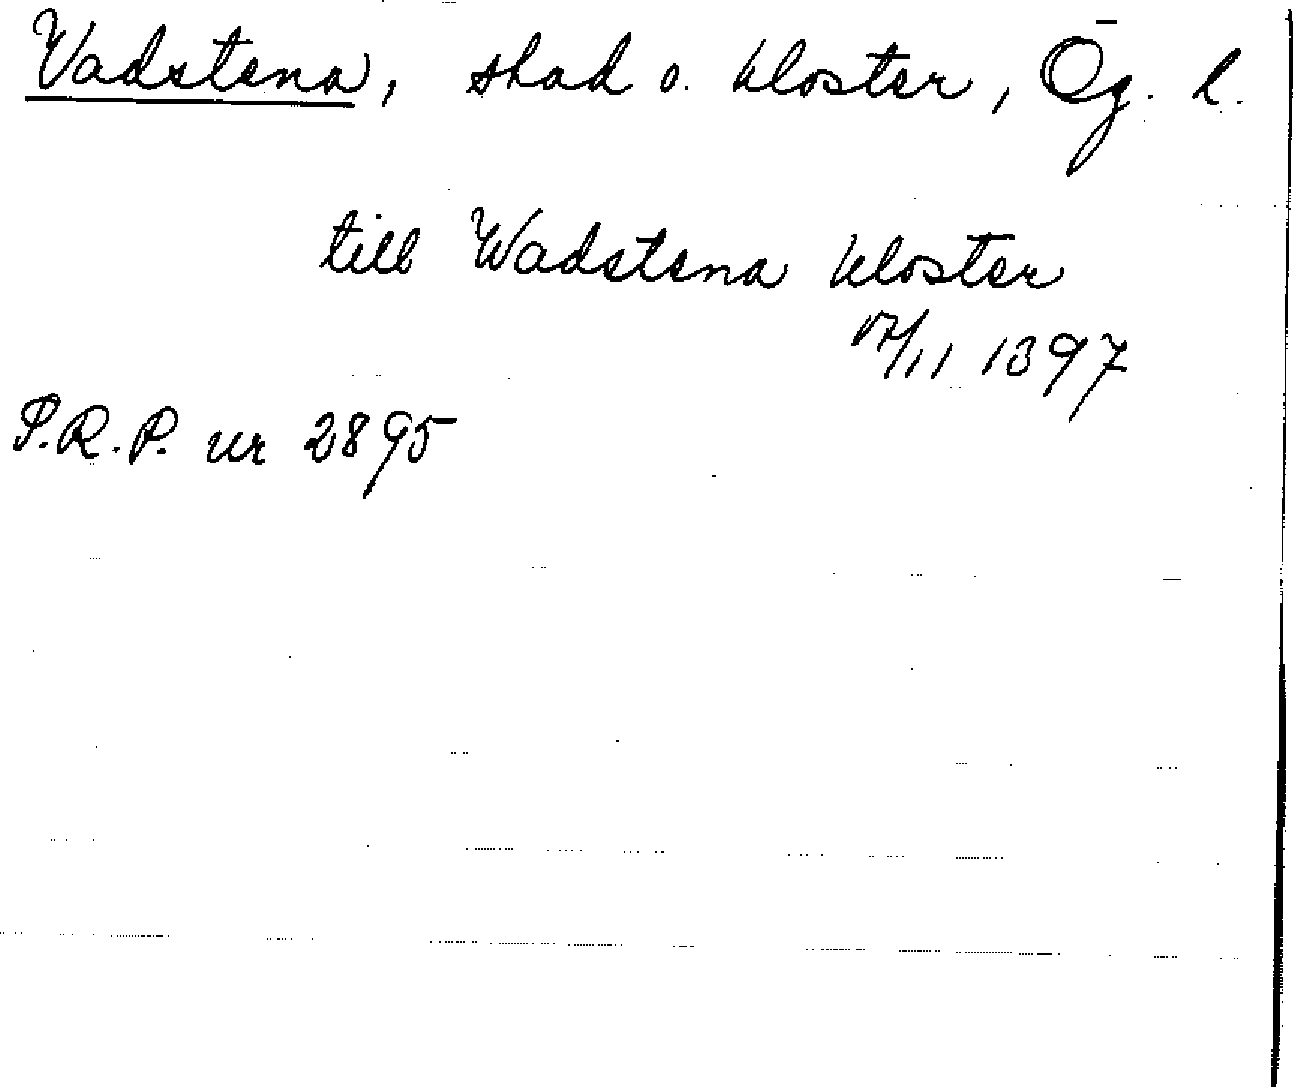 Vadstena, stad o. kloster, Ög. l.
till Wadstena kloster
17/11 1397
P.R.P. nr 2895